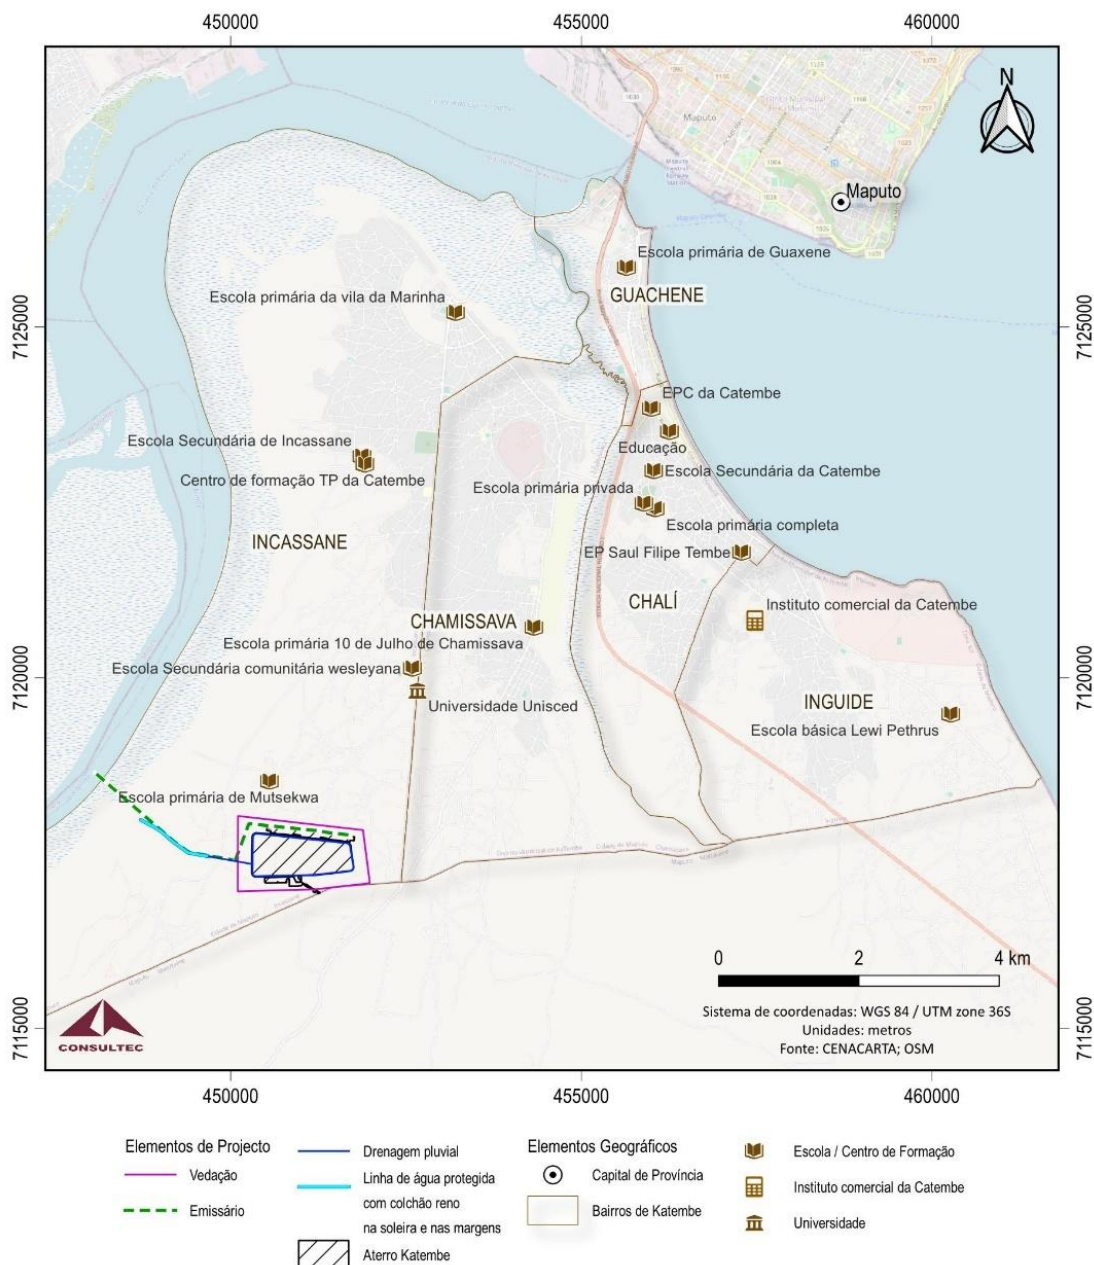 450000
455000
460000
N
Maputo
Maputo
Escola primária de Guaxene
GUACHENE
Escola primária da vila da Marinha
7125000
7125000
EPC da Catembe
Escola Secundária de Incassane
Educação
Centro de formação TP da Catembe
Escola Secundária da Catembe
Escola primária privada
Escola primária completa
INCASSANE
EP Saul Filipe Tembe
CHALÍ
Instituto comercial da Catembe
CHAMISSAVA
Escola primária 10 de Julho de Chamissava
Escola Secundária comunitária wesleyana
7120000
7120000
Universidade Unisced
INGUIDE
Escola básica Lewi Pethrus
Escola primária de Mutsekwa
0
2
4 km
Sistema de coordenadas: WGS 84 / UTM zone 36S
Unidades: metros
Fonte: CENACARTA; OSM
CONSULTEC
7115000
7115000
450000
455000
460000
Elementos de Projecto
Vedação
Emissário
Drenagem pluvial
Linha de água protegida
com colchão reno
na soleira e nas margens
Aterro Katembe
Elementos Geográficos
Capital de Província
Bairros de Katembe
Escola / Centro de Formação
Instituto comercial da Catembe
Universidade